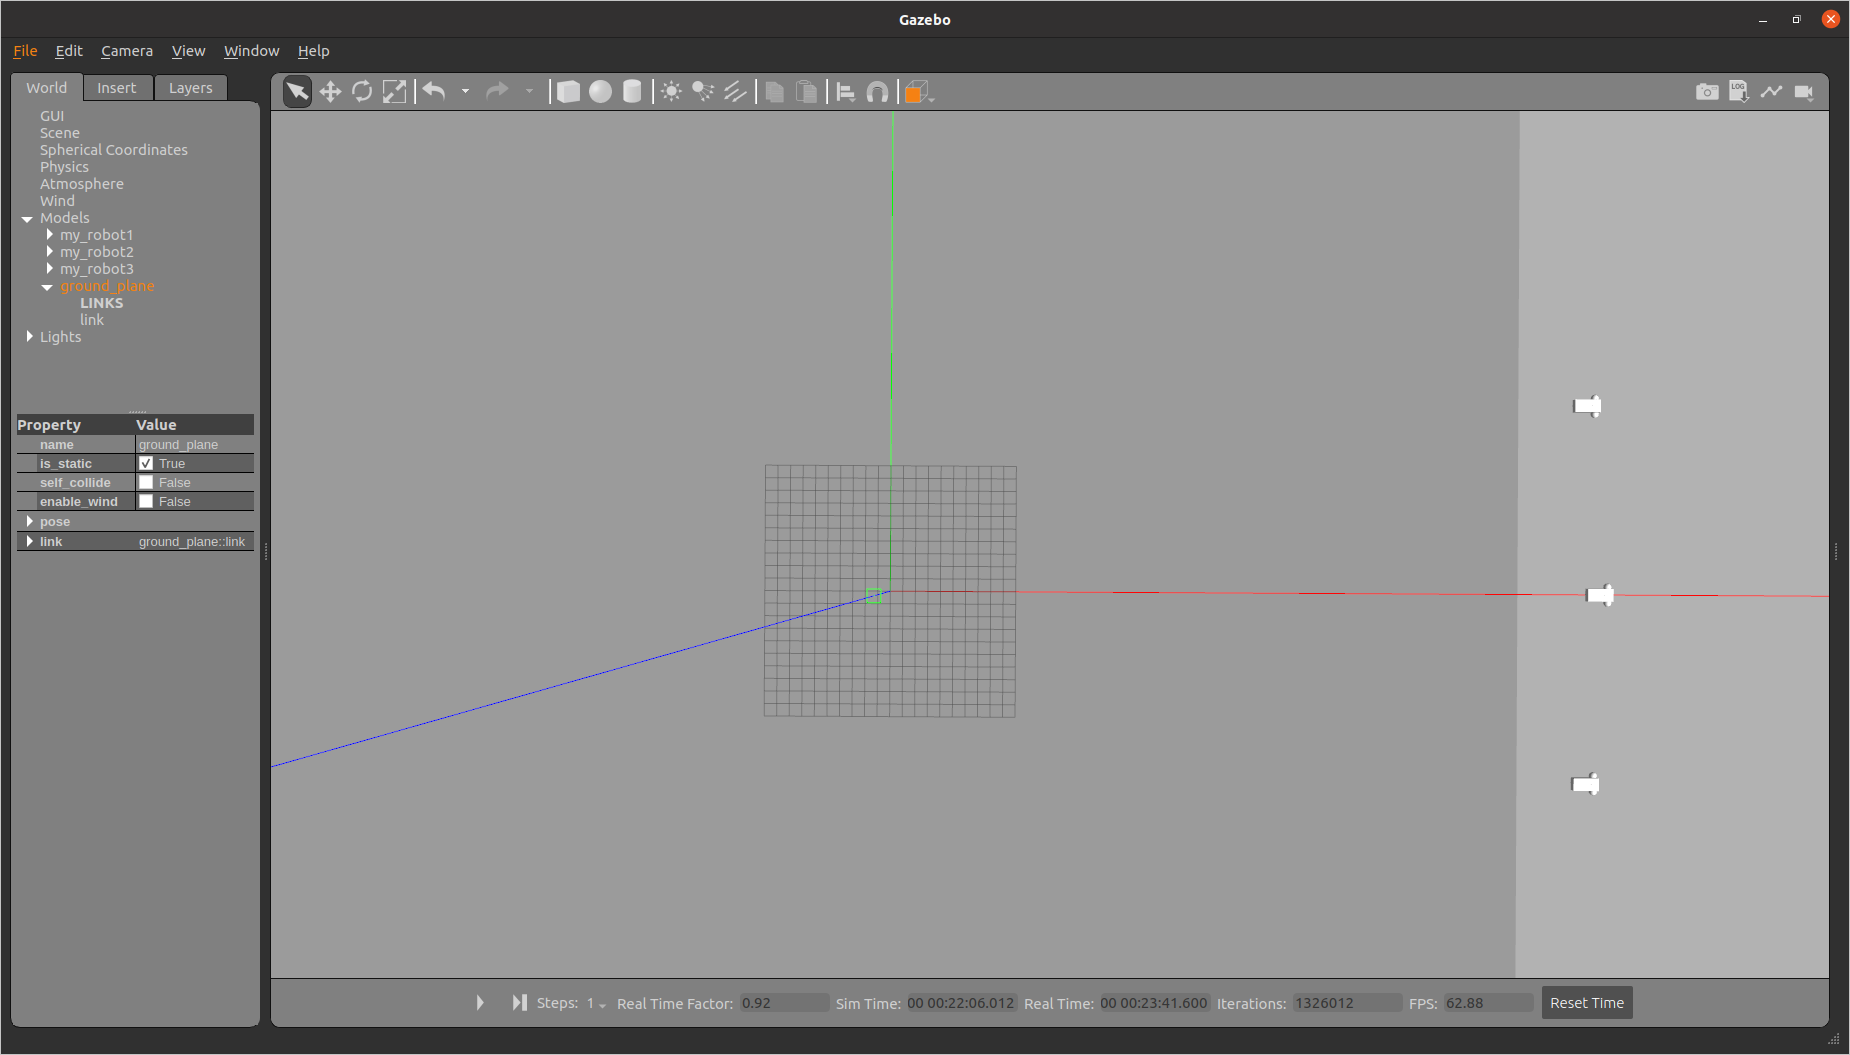 Gazebo
File Edit Camera View Window Help
World Insert Layers
LOG
GUI
Scene
Spherical Coordinates
Physics
Atmosphere
Wind
Models
my_robot1
my_robot2
my_robot3
ground_plane
LINKS
link
Lights
Property Value
name ground_plane
is_static True
self_collide False
enable_wind False
pose
link ground_plane::link
Steps: 1 Real Time Factor: 0.92 Sim Time: 00 00:22:06.012 Real Time: 00 00:23:41.600 Iterations: 1326012 FPS: 62.88 Reset Time